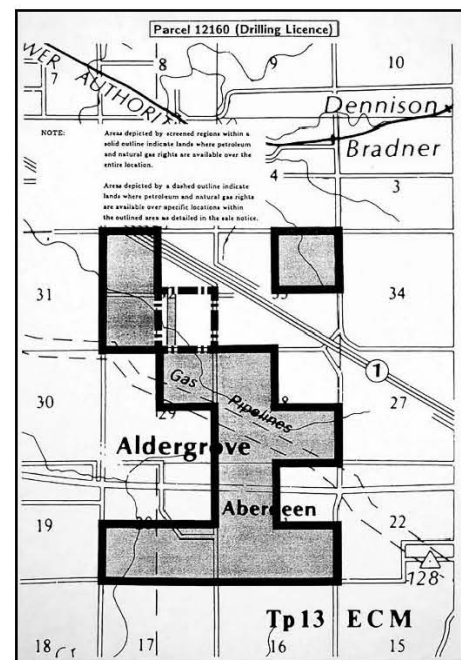 Parcel 12160 (Drilling Licence)
WER AUTHORITY
7
8
9
10
Dennison
Bradner
NOTE:
Areas depicted by screened regions within a
solid outline indicate lands where petroleum
and natural gas rights are available over the
entire location.
Areas depicted by a dashed outline indicate
lands where petroleum and natural gas rights
are available over specific locations within
the outlined area as detailed in the sale notice.
4
3
31
33
34
1
30
29
Gas Pipelines
27
Aldergrove
19
20
Aberdeen
22
128
Tp13 ECM
18
17
16
15